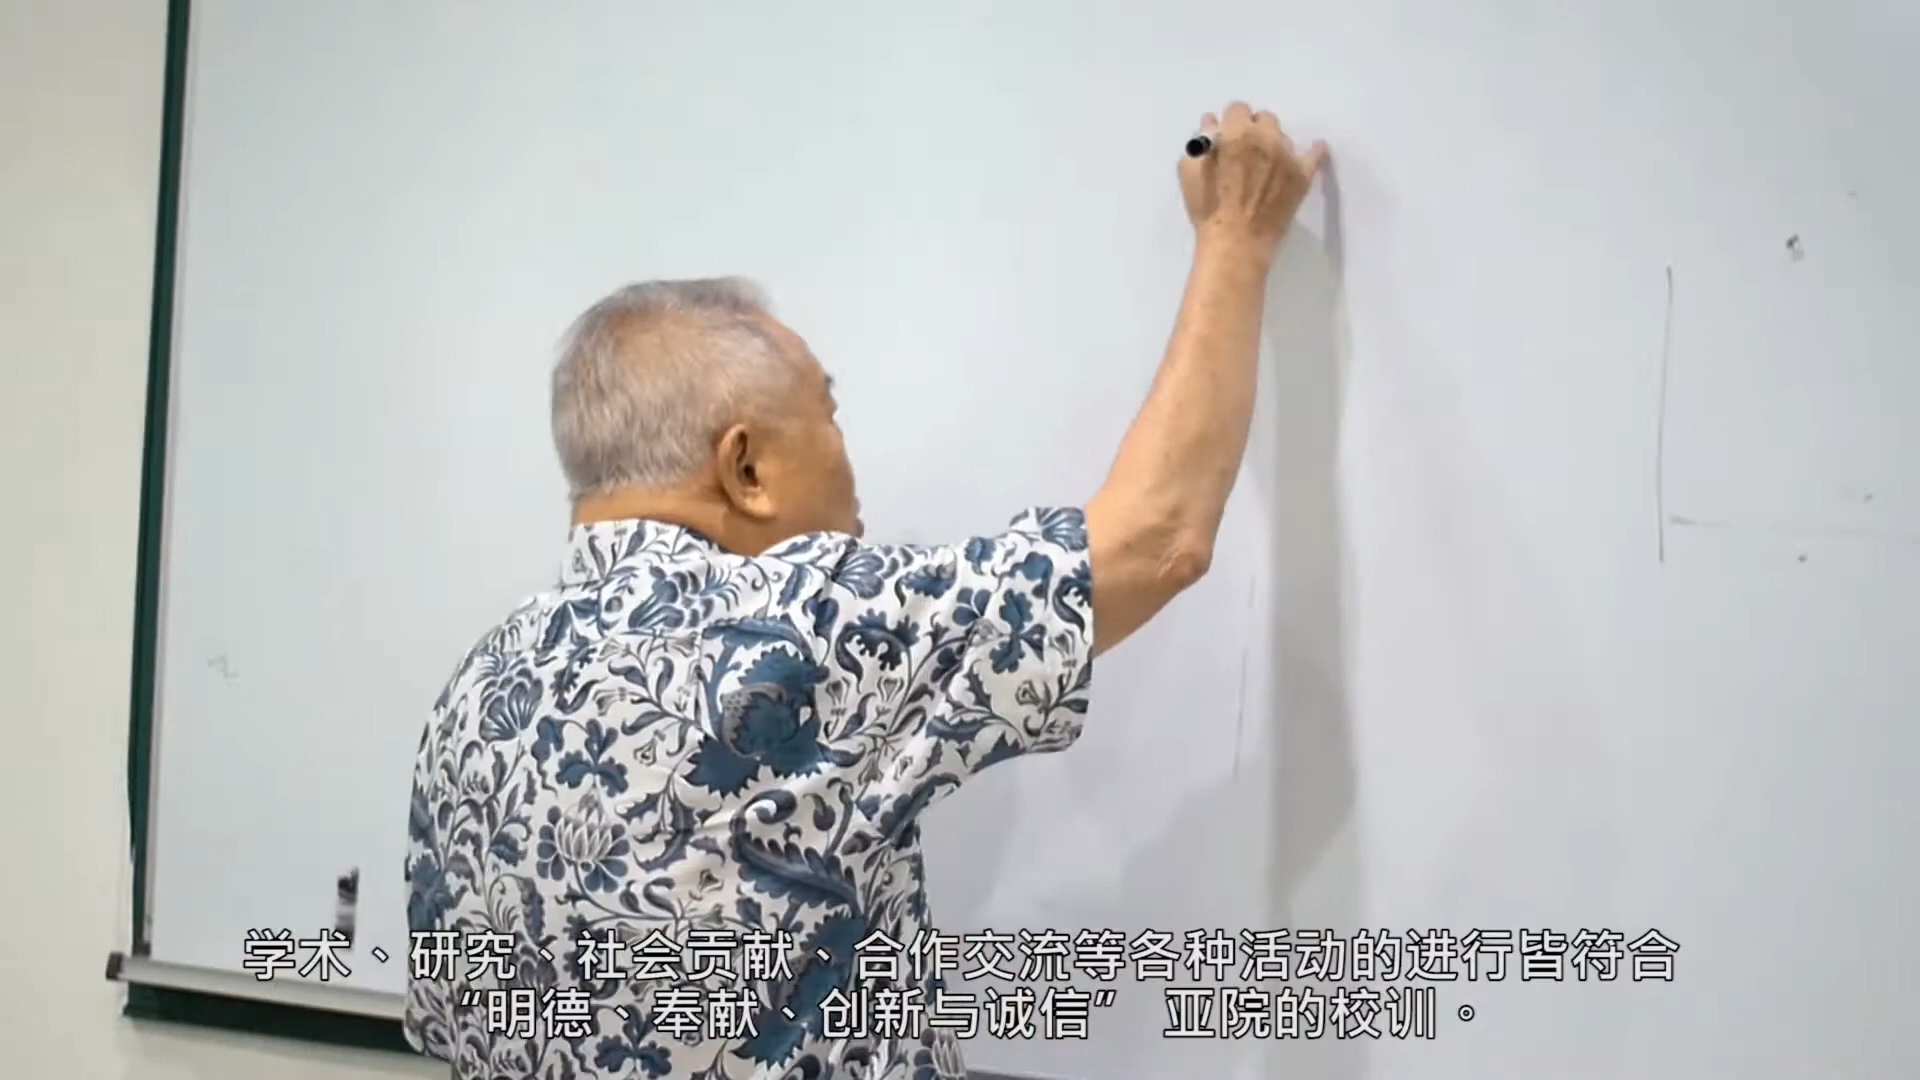 学术、研究、社会贡献、合作交流等各种活动的进行皆符合
“明德、奉献、创新与诚信” 亚院的校训。